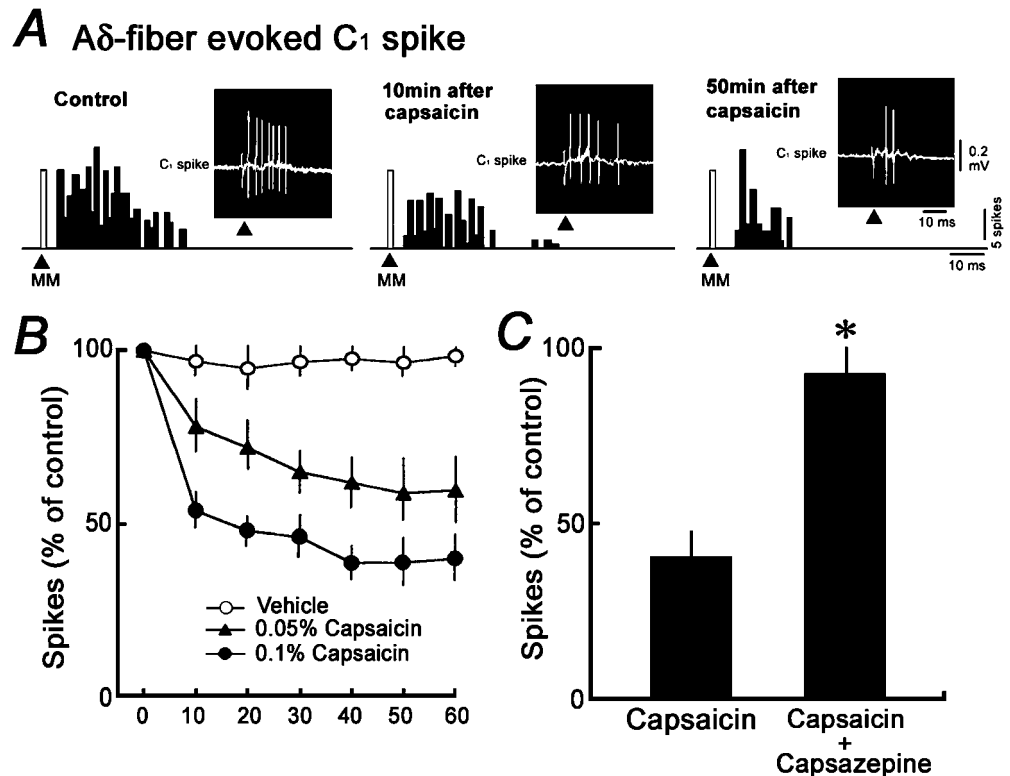 A Aδ-fiber evoked C₁ spike
Control
C₁ spike
MM
10min after
capsaicin
C₁ spike
MM
50min after
capsaicin
C₁ spike
0.2
mV
10 ms
5 spikes
10 ms
MM
B
Spikes (% of control)
100
50
0
Vehicle
0.05% Capsaicin
0.1% Capsaicin
0 10 20 30 40 50 60
C
Spikes (% of control)
100
50
0
*
Capsaicin
Capsaicin
+
Capsazepine